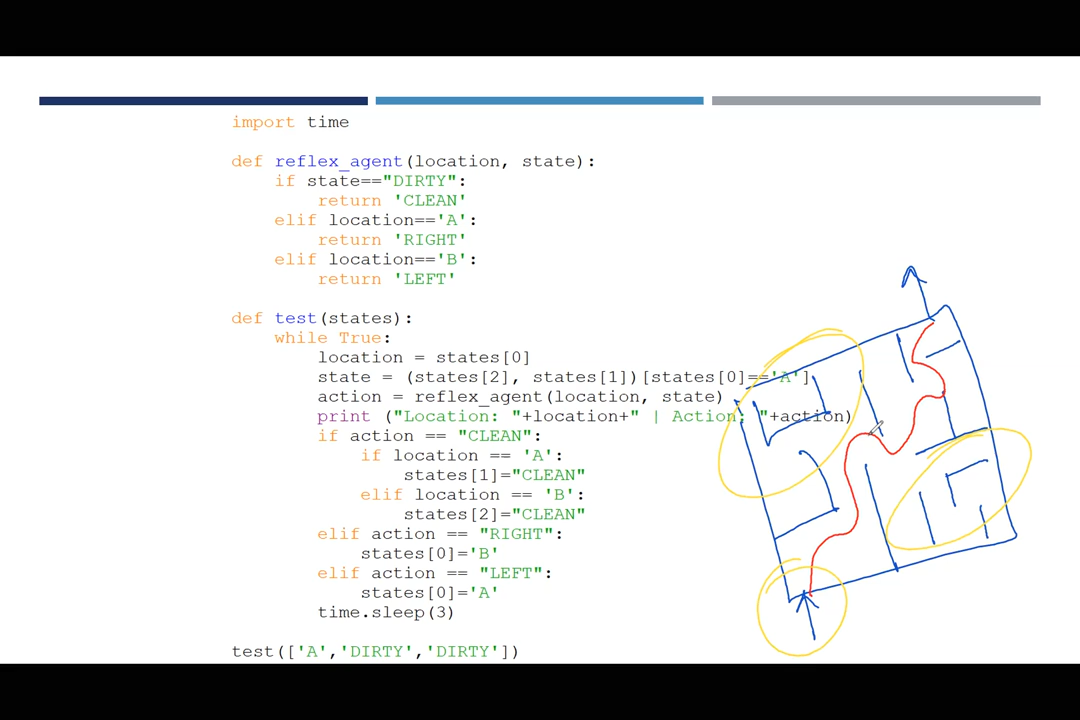 import time
def reflex_agent(location, state):
if state=="DIRTY":
return 'CLEAN'
elif location=='A':
return 'RIGHT'
elif location=='B':
return 'LEFT'
def test(states):
while True:
location = states[0]
state = (states[2], states[1])[states[0]=='A']
action = reflex_agent(location, state)
print ("Location: "+location+" | Action: "+action)
if action == "CLEAN":
if location == 'A':
states[1]="CLEAN"
elif location == 'B':
states[2]="CLEAN"
elif action == "RIGHT":
states[0]='B'
elif action == "LEFT":
states[0]='A'
time.sleep(3)
test(['A','DIRTY','DIRTY'])